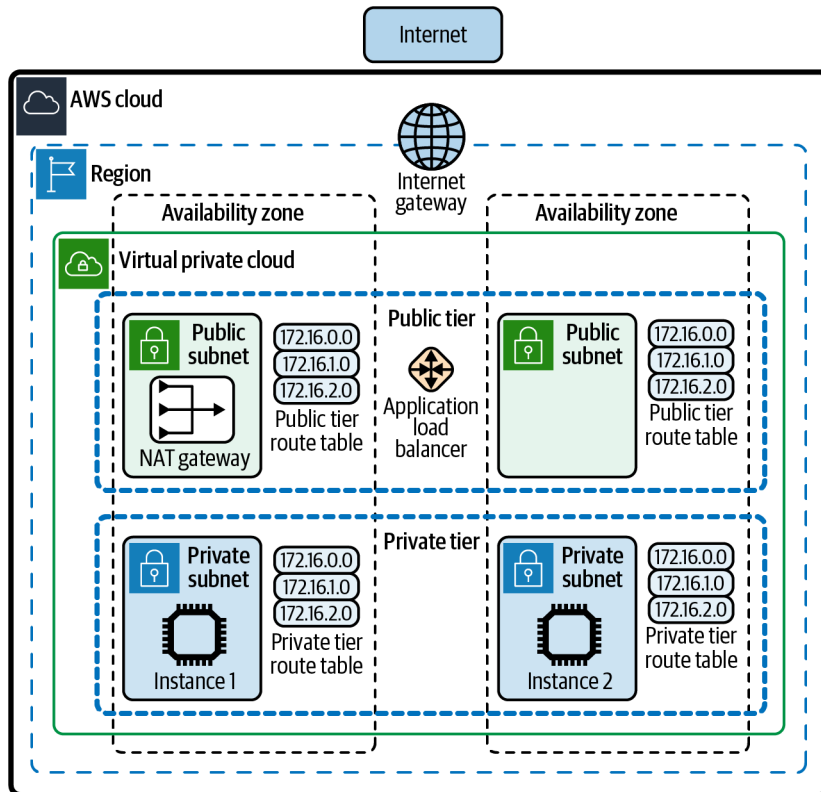 Internet
AWS cloud
Region
Internet
gateway
Availability zone
Availability zone
Virtual private cloud
Public tier
Public
subnet
NAT gateway
172.16.0.0
172.16.1.0
172.16.2.0
Public tier
route table
Application
load
balancer
Public
subnet
172.16.0.0
172.16.1.0
172.16.2.0
Public tier
route table
Private tier
Private
subnet
Instance 1
172.16.0.0
172.16.1.0
172.16.2.0
Private tier
route table
Private
subnet
Instance 2
172.16.0.0
172.16.1.0
172.16.2.0
Private tier
route table